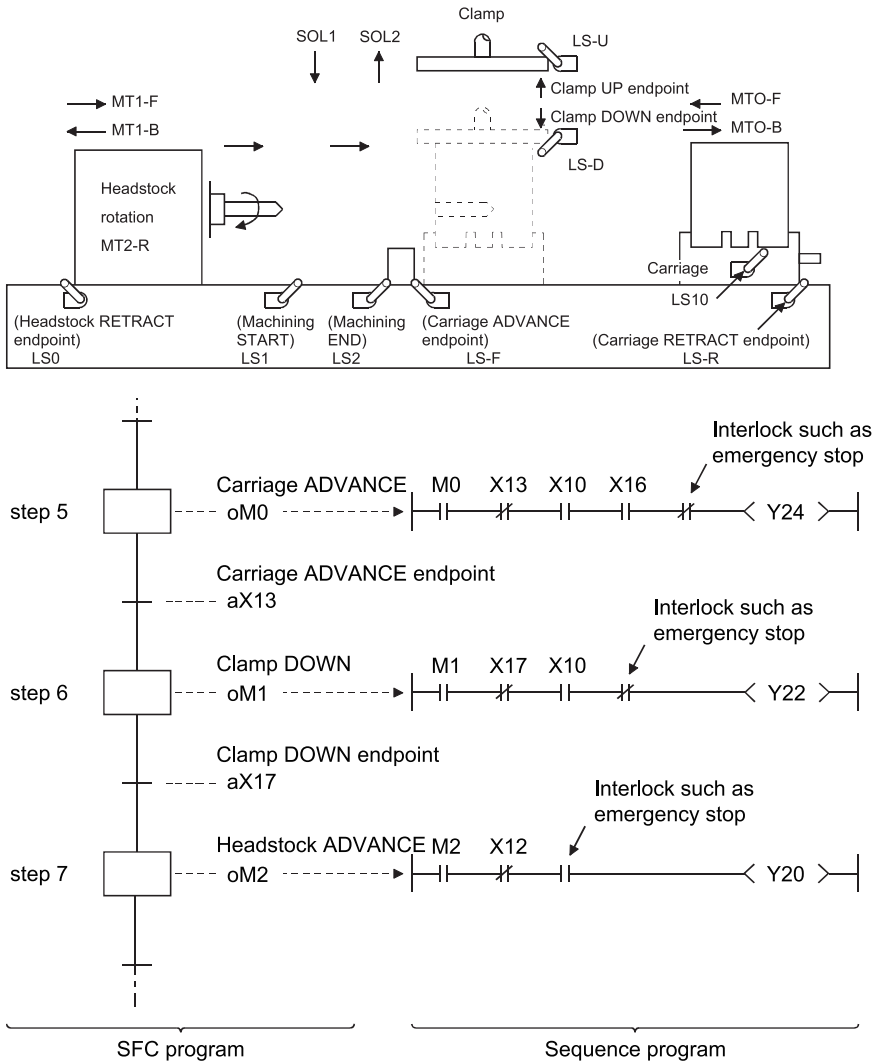 Clamp
SOL1
SOL2
LS-U
Clamp UP endpoint
MT1-F
MTO-F
Clamp DOWN endpoint
MT1-B
MTO-B
LS-D
Headstock
rotation
MT2-R
Carriage
LS10
(Headstock RETRACT
endpoint)
LS0
(Machining
START)
LS1
(Machining
END)
LS2
(Carriage ADVANCE
endpoint)
LS-F
(Carriage RETRACT endpoint)
LS-R
Interlock such as
emergency stop
Carriage ADVANCE
M0 X13 X10 X16
step 5
oM0
Y24
Carriage ADVANCE endpoint
aX13
Interlock such as
emergency stop
Clamp DOWN
M1 X17 X10
step 6
oM1
Y22
Clamp DOWN endpoint
aX17
Interlock such as
emergency stop
Headstock ADVANCE
M2 X12
step 7
oM2
Y20
SFC program
Sequence program